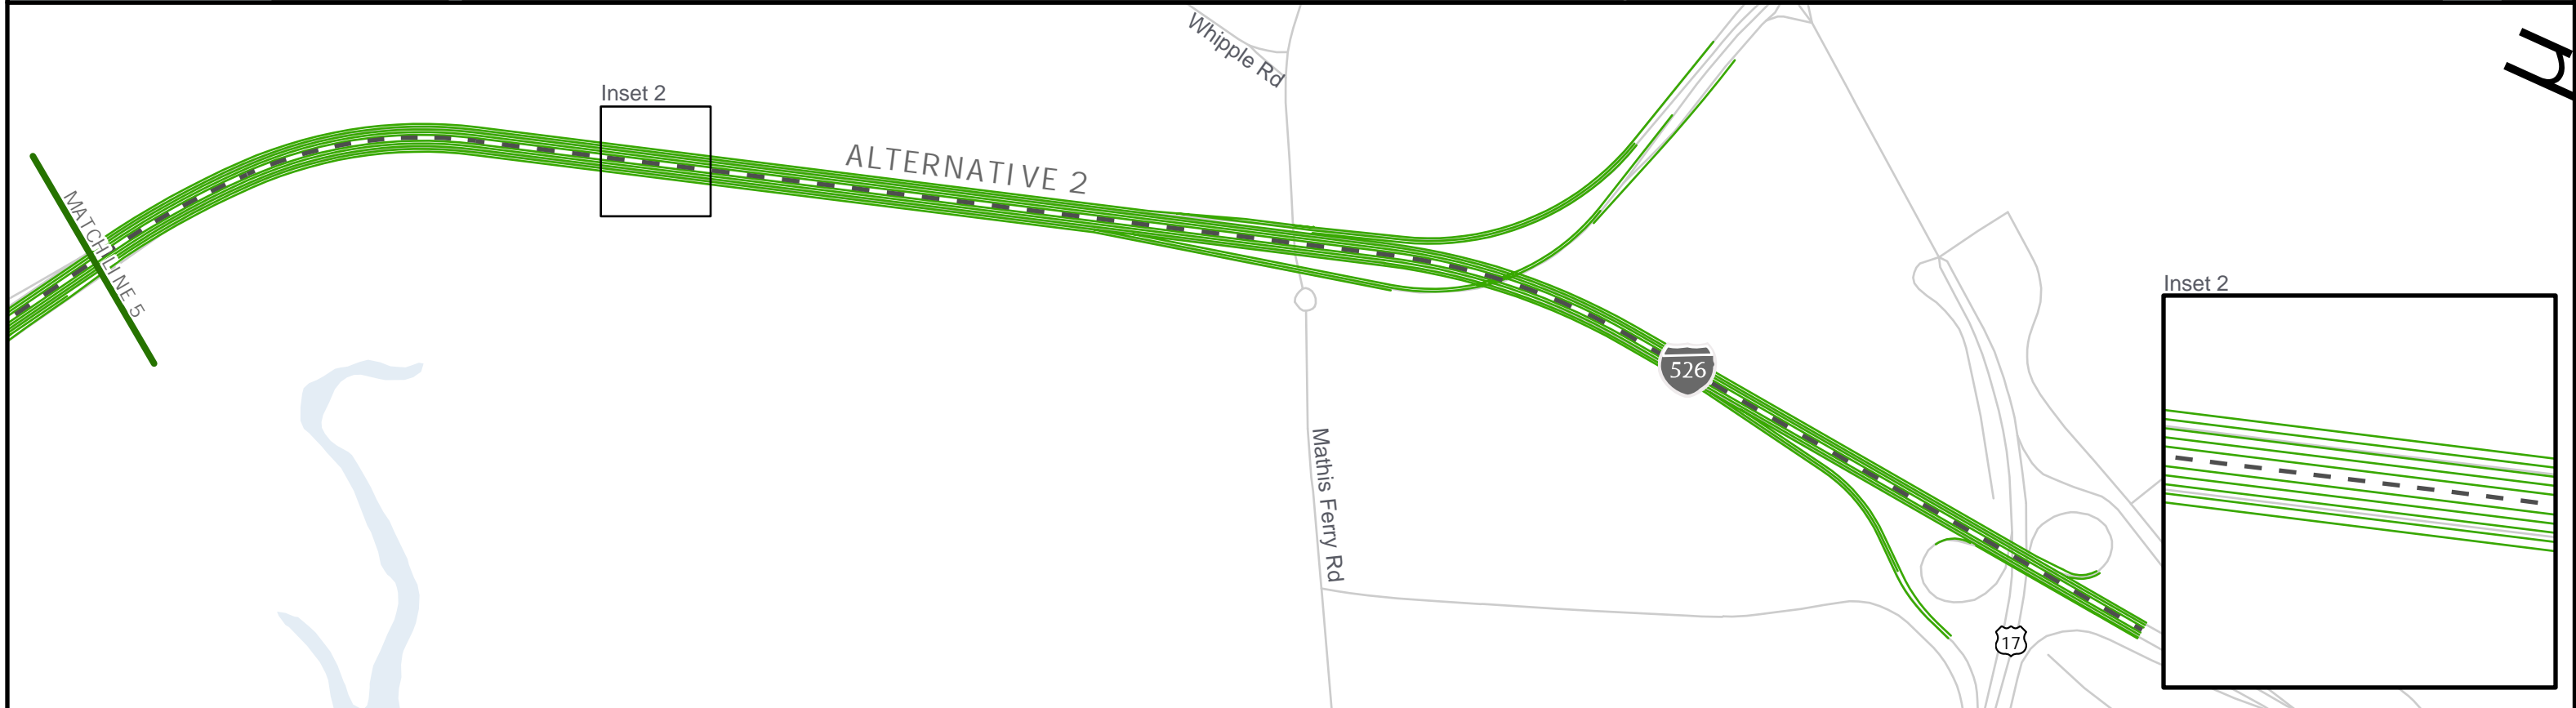 Whipple Rd
Inset 2
ALTERNATIVE 2
MATCHLINE 5
526
Inset 2
Mathis Ferry Rd
17